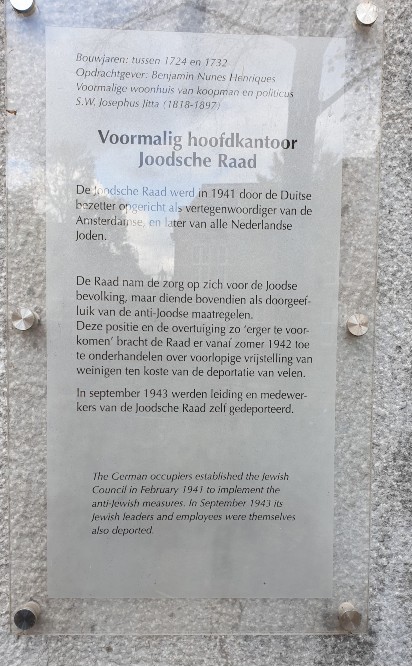 Bouwjaren: tussen 1724 en 1732
Opdrachtgever: Benjamin Nunes Henriques
Voormalige woonhuis van koopman en politicus
S.W. Josephus Jitta (1818-1897)
Voormalig hoofdkantoor
Joodsche Raad
De Joodsche Raad werd in 1941 door de Duitse
bezetter opgericht als vertegenwoordiger van de
Amsterdamse, en later van alle Nederlandse
Joden.
De Raad nam de zorg op zich voor de Joodse
bevolking, maar diende bovendien als doorgeef-
luik van de anti-Joodse maatregelen.
Deze positie en de overtuiging zo 'erger te voor-
komen' bracht de Raad er vanaf zomer 1942 toe
te onderhandelen over voorlopige vrijstelling van
weinigen ten koste van de deportatie van velen.
In september 1943 werden leiding en medewer-
kers van de Joodsche Raad zelf gedeporteerd.
The German occupiers established the Jewish
Council in February 1941 to implement the
anti-Jewish measures. In September 1943 its
Jewish leaders and employees were themselves
also deported.